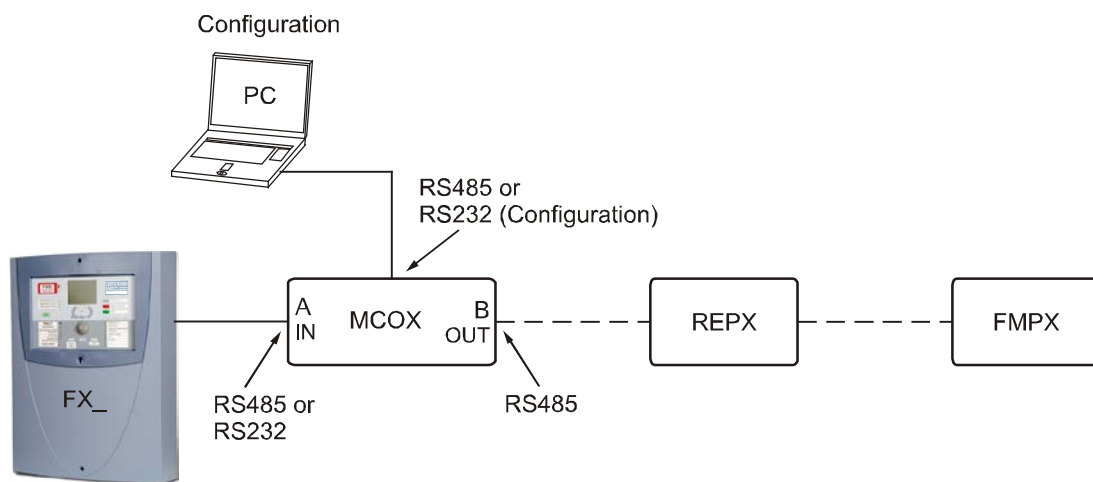 Configuration
PC
RS485 or
RS232 (Configuration)
A
IN
MCOX
B
OUT
REPX
FMPX
FX_
RS485 or
RS232
RS485